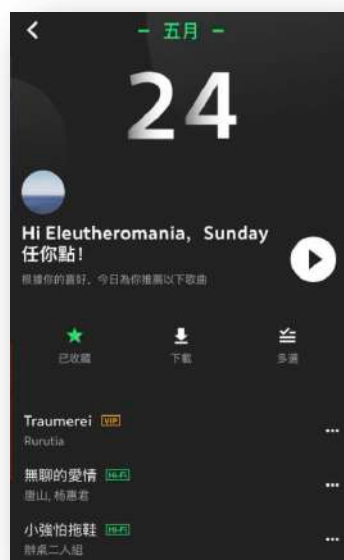 — 五月 —
24
Hi Eleutheromania, Sunday
任你點！
根據你的喜好，今日為你推薦以下歌曲
已收藏
下載
多選
Traumerei VIP
Rurutia
無聊的愛情 Hi-Fi
唐山, 杨惠君
小強怕拖鞋 Hi-Fi
辦桌二人組